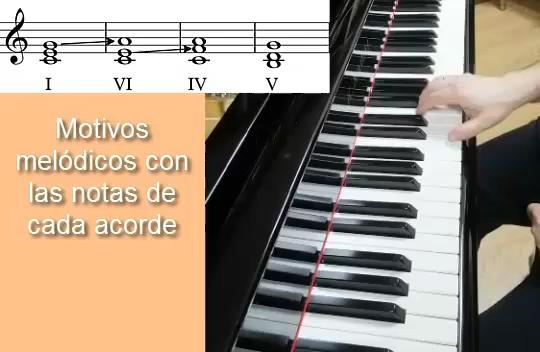 I VI IV V
Motivos
melódicos con
las notas de
cada acorde